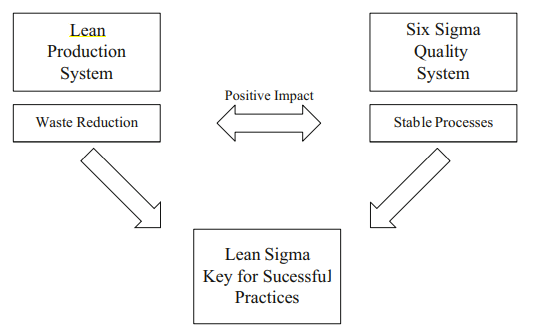 Lean
Production
System
Six Sigma
Quality
System
Positive Impact
Waste Reduction
Stable Processes
Lean Sigma
Key for Sucessful
Practices